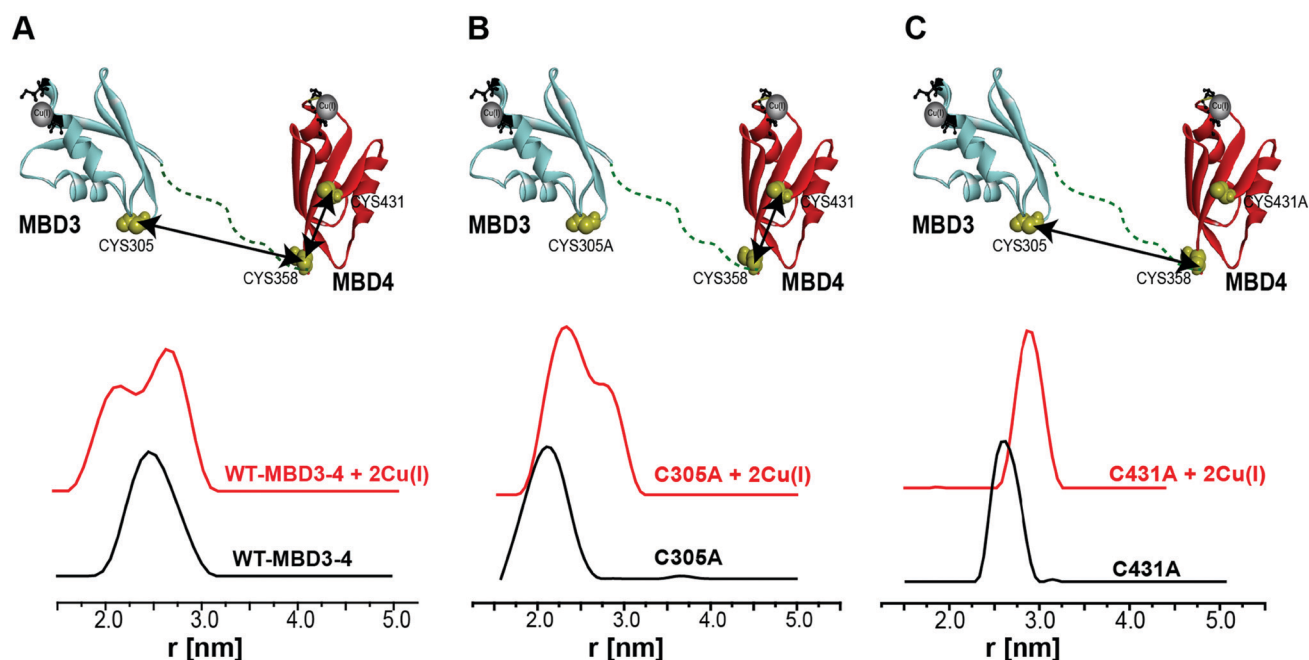 A
Cu(I)
Cu(I)
CYS431
MBD3
CYS305
CYS358
MBD4
WT-MBD3-4 + 2Cu(I)
WT-MBD3-4
2.0 3.0 4.0 5.0
r [nm]
B
Cu(I)
Cu(I)
CYS431
MBD3
CYS305A
CYS358
MBD4
C305A + 2Cu(I)
C305A
2.0 3.0 4.0 5.0
r [nm]
C
Cu(I)
Cu(I)
CYS431A
MBD3
CYS305
CYS358
MBD4
C431A + 2Cu(I)
C431A
2.0 3.0 4.0 5.0
r [nm]